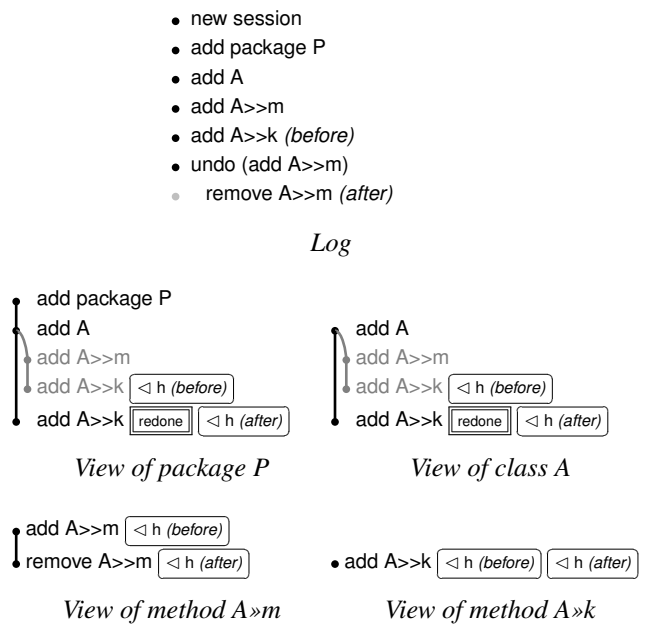 new session
add package P
add A
add A>>m
add A>>k (before)
undo (add A>>m)
remove A>>m (after)
Log
add package P
add A
add A>>m
add A>>k ◁ h (before)
add A>>k redone ◁ h (after)
View of package P
add A
add A>>m
add A>>k ◁ h (before)
add A>>k redone ◁ h (after)
View of class A
add A>>m ◁ h (before)
remove A>>m ◁ h (after)
View of method A»m
add A>>k ◁ h (before) ◁ h (after)
View of method A»k